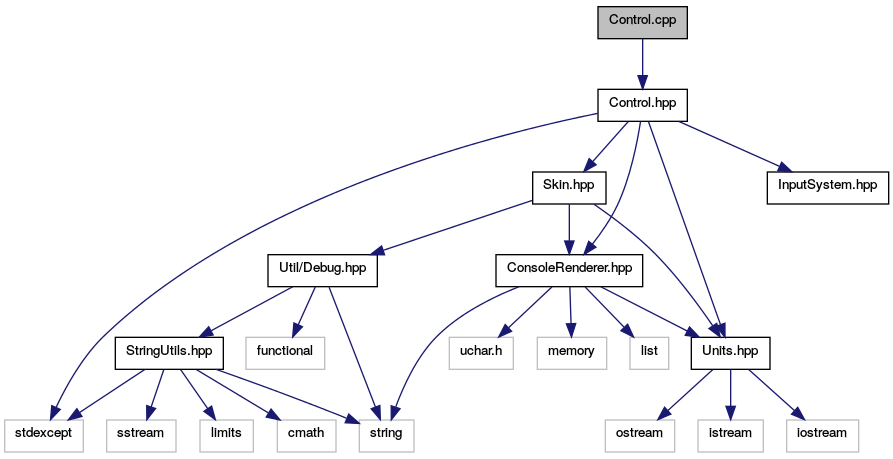 Control.cpp
Control.hpp
Skin.hpp
InputSystem.hpp
Util/Debug.hpp
ConsoleRenderer.hpp
StringUtils.hpp
functional
uchar.h
memory
list
Units.hpp
stdexcept
sstream
limits
cmath
string
ostream
istream
iostream